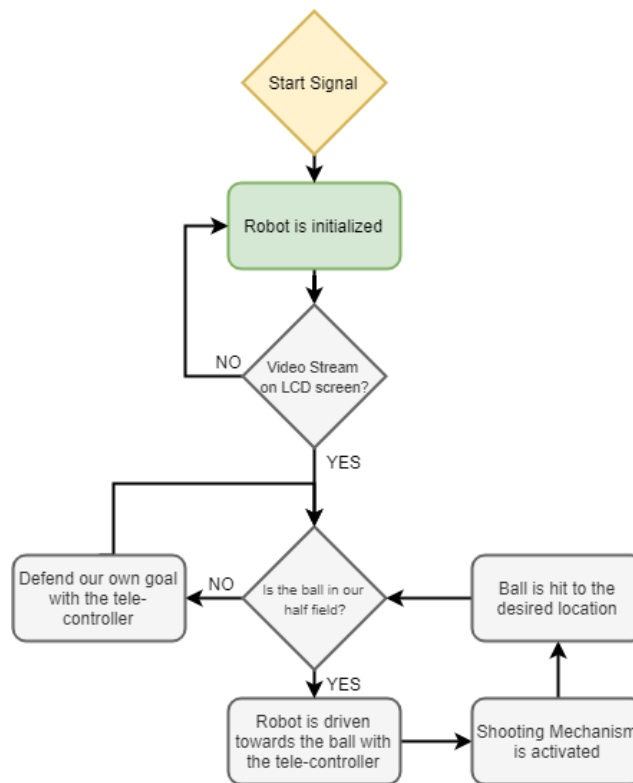 Start Signal
Robot is initialized
NO
Video Stream
on LCD screen?
YES
Defend our own goal
with the tele-
controller
NO
Is the ball in our
half field?
Ball is hit to the
desired location
YES
Robot is driven
towards the ball with
the tele-controller
Shooting Mechanism
is activated